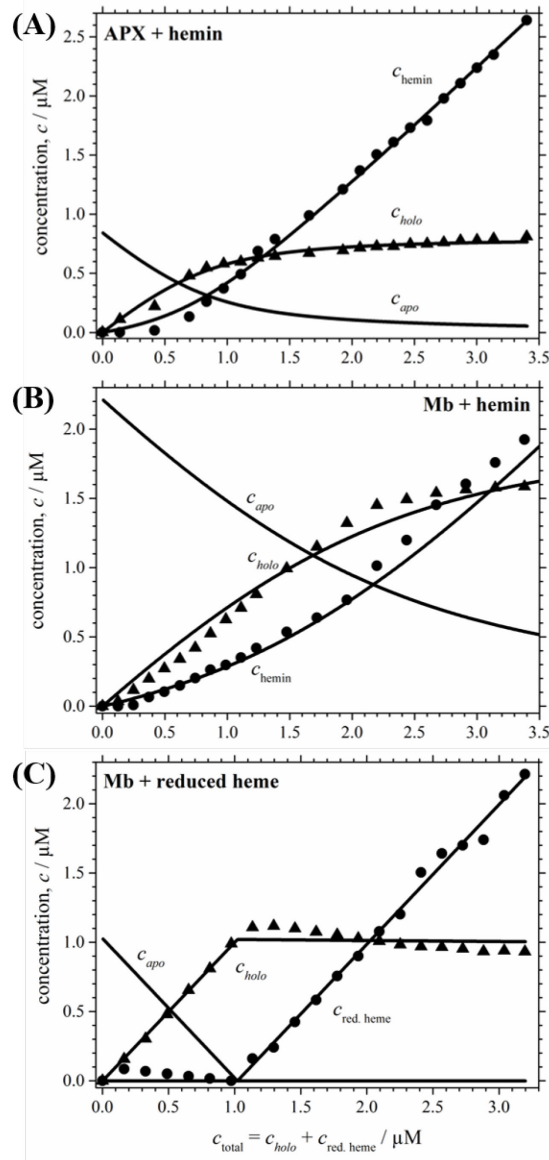 (A)
APX + hemin
concentration, c / µM
2.5
2.0
1.5
1.0
0.5
0.0
c_hemin
c_holo
c_apo
0.0 0.5 1.0 1.5 2.0 2.5 3.0 3.5
(B)
Mb + hemin
concentration, c / µM
2.0
1.5
1.0
0.5
0.0
c_apo
c_holo
c_hemin
0.0 0.5 1.0 1.5 2.0 2.5 3.0 3.5
(C)
Mb + reduced heme
concentration, c / µM
2.0
1.5
1.0
0.5
0.0
c_apo
c_holo
c_red. heme
0.0 0.5 1.0 1.5 2.0 2.5 3.0
c_total = c_holo + c_red. heme / µM